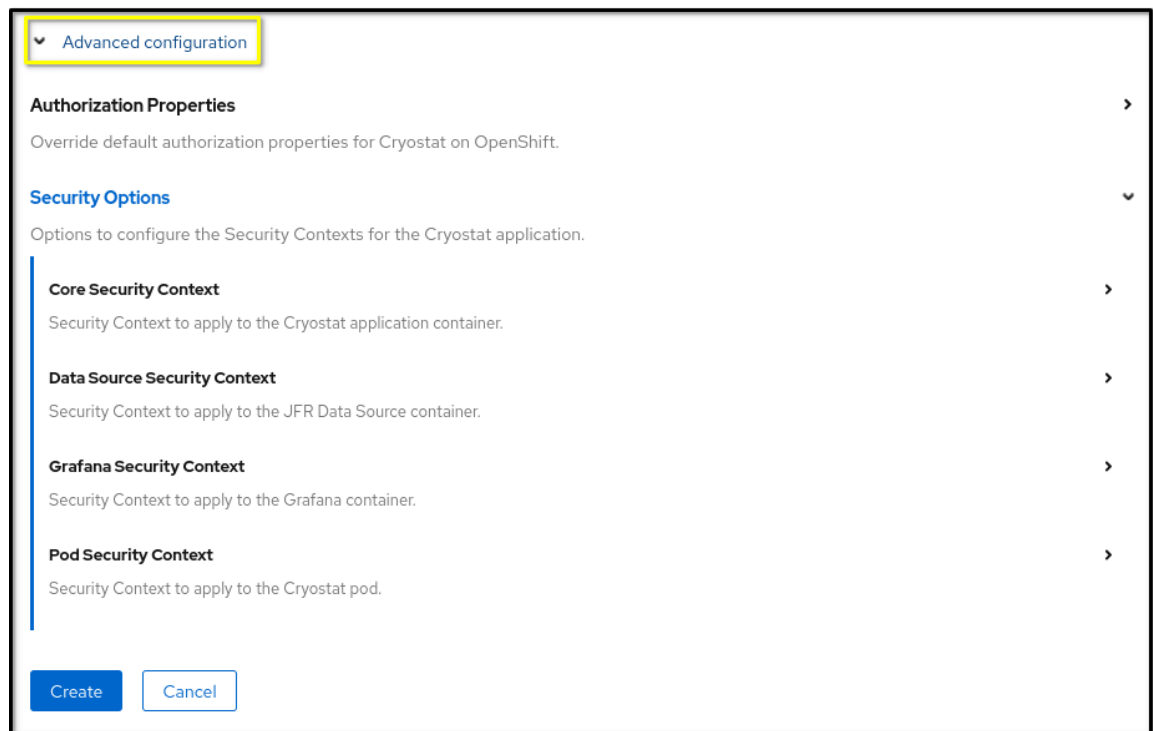 Advanced configuration
Authorization Properties
Override default authorization properties for Cryostat on OpenShift.
Security Options
Options to configure the Security Contexts for the Cryostat application.
Core Security Context
Security Context to apply to the Cryostat application container.
Data Source Security Context
Security Context to apply to the JFR Data Source container.
Grafana Security Context
Security Context to apply to the Grafana container.
Pod Security Context
Security Context to apply to the Cryostat pod.
Create Cancel